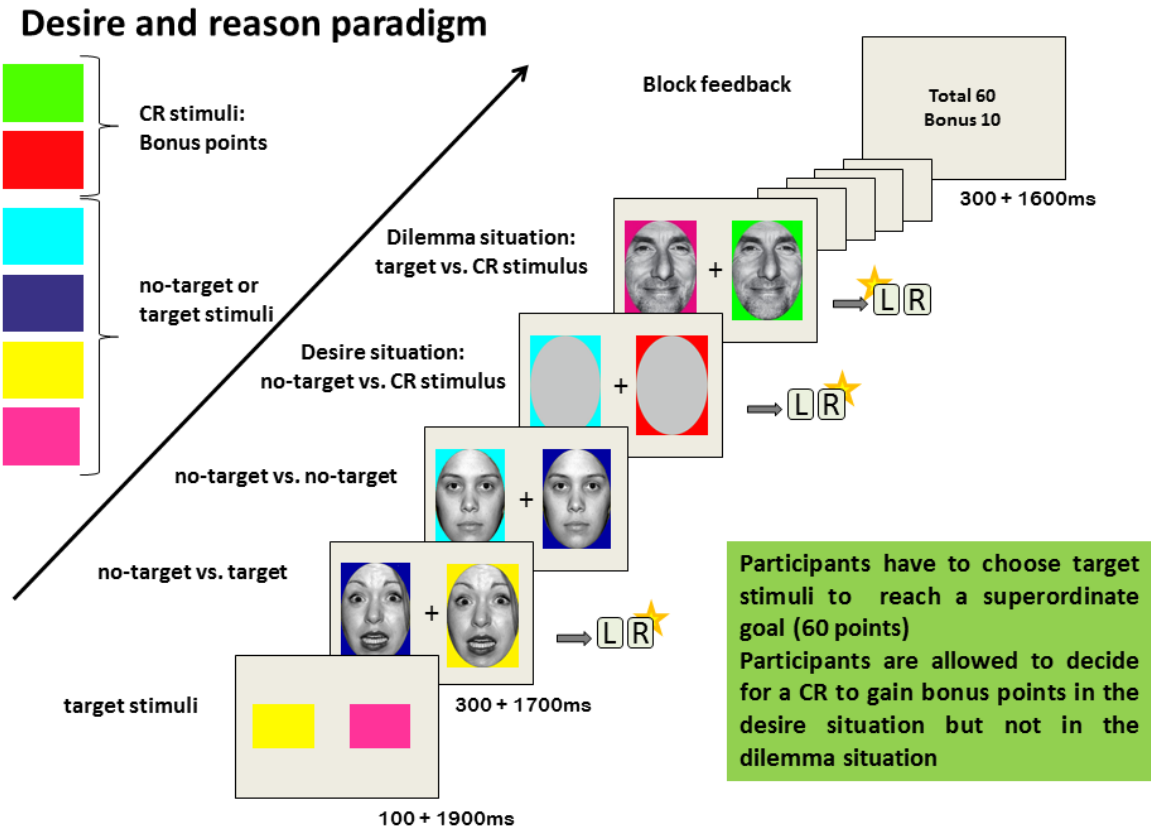 Desire and reason paradigm
CR stimuli:
Bonus points
no-target or
target stimuli
Block feedback
Total 60
Bonus 10
300 + 1600ms
Dilemma situation:
target vs. CR stimulus
+
L R
Desire situation:
no-target vs. CR stimulus
+
L R
no-target vs. no-target
+
no-target vs. target
+
L R
300 + 1700ms
target stimuli
100 + 1900ms
Participants have to choose target
stimuli to reach a superordinate
goal (60 points)
Participants are allowed to decide
for a CR to gain bonus points in the
desire situation but not in the
dilemma situation